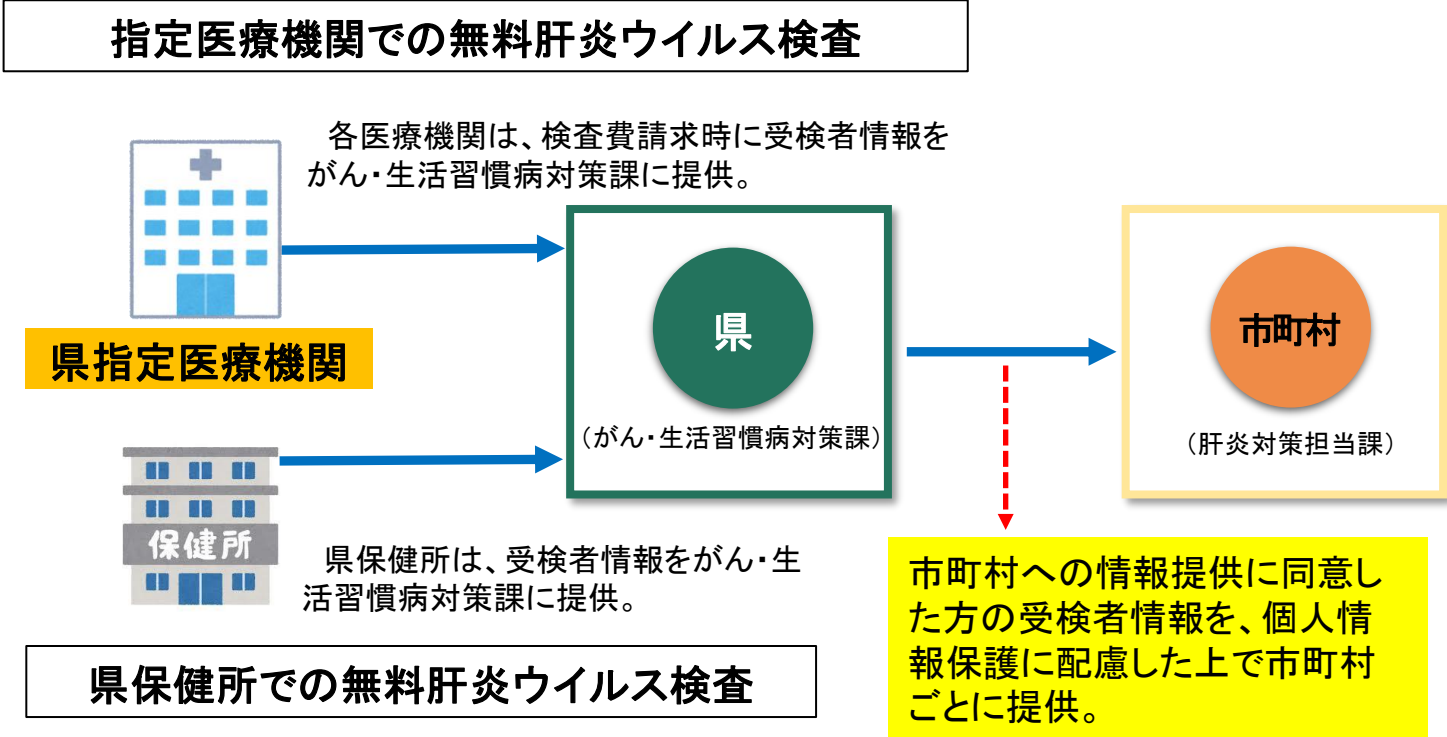 指定医療機関での無料肝炎ウイルス検査
各医療機関は、検査費請求時に受検者情報を
がん・生活習慣病対策課に提供。
県指定医療機関
県
（がん・生活習慣病対策課）
市町村
（肝炎対策担当課）
保健所
県保健所は、受検者情報をがん・生
活習慣病対策課に提供。
市町村への情報提供に同意し
た方の受検者情報を、個人情
報保護に配慮した上で市町村
ごとに提供。
県保健所での無料肝炎ウイルス検査